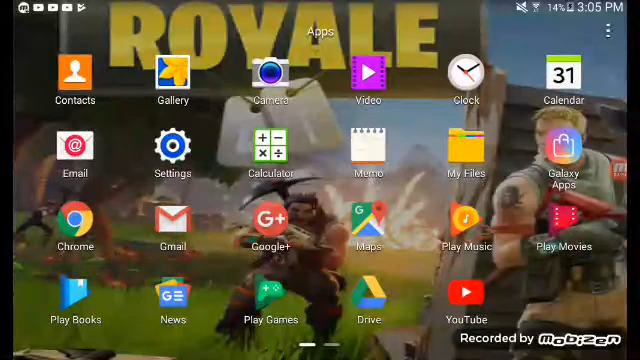 14% 3:05 PM
ROYALE
Apps
Contacts
Gallery
Camera
Video
Clock
31
Calendar
Email
Settings
Calculator
Memo
My Files
Galaxy
Apps
Chrome
Gmail
G+
Google+
G
Maps
Play Music
Play Movies
Play Books
News
Play Games
Drive
YouTube
Recorded by Mobizen